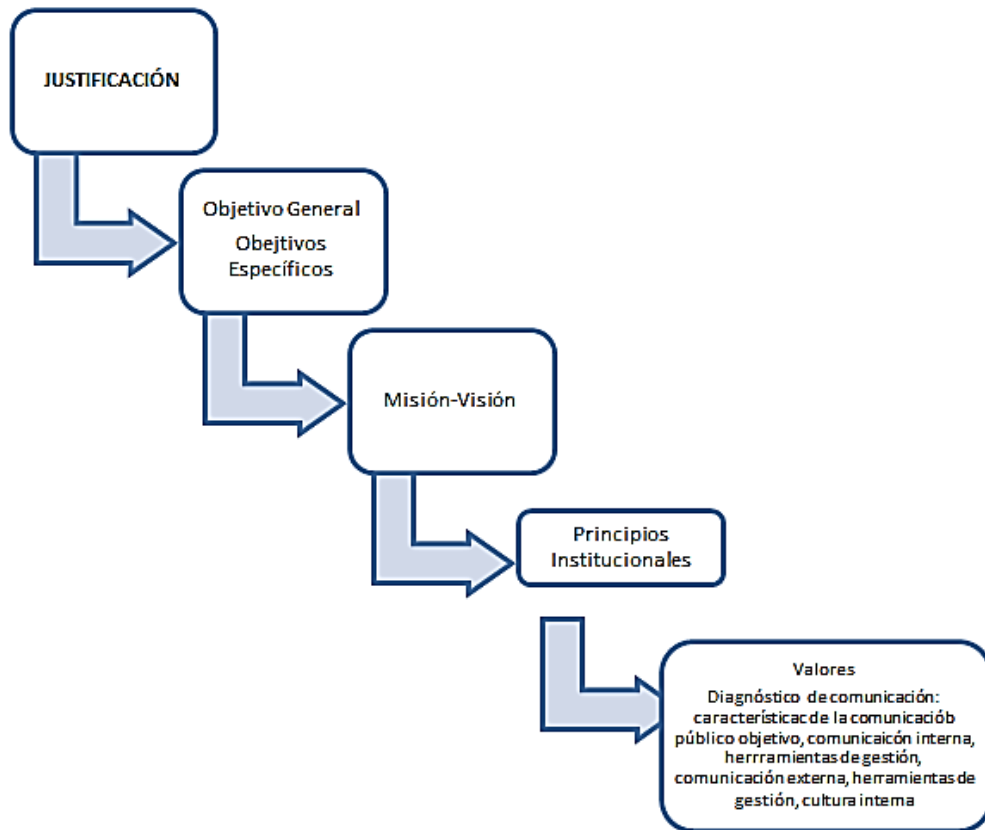 JUSTIFICACIÓN
Objetivo General
Obejtivos
Específicos
Misión-Visión
Principios
Institucionales
Valores
Diagnóstico de comunicación:
característicac de la comunicaciòb
público objetivo, comunicaicón interna,
herrramientas de gestión,
comunicación externa, herramientas de
gestión, cultura interna